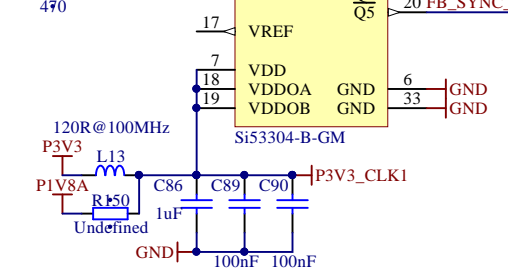 470
20 FB_SYNC_
Q5
17
VREF
7
VDD
18
VDDOA
GND
6
GND
19
VDDOB
GND
33
GND
Si53304-B-GM
120R@100MHz
P3V3
L13
P1V8A
C86
C89
C90
P3V3_CLK1
R150
1uF
Undefined
GND
100nF
100nF